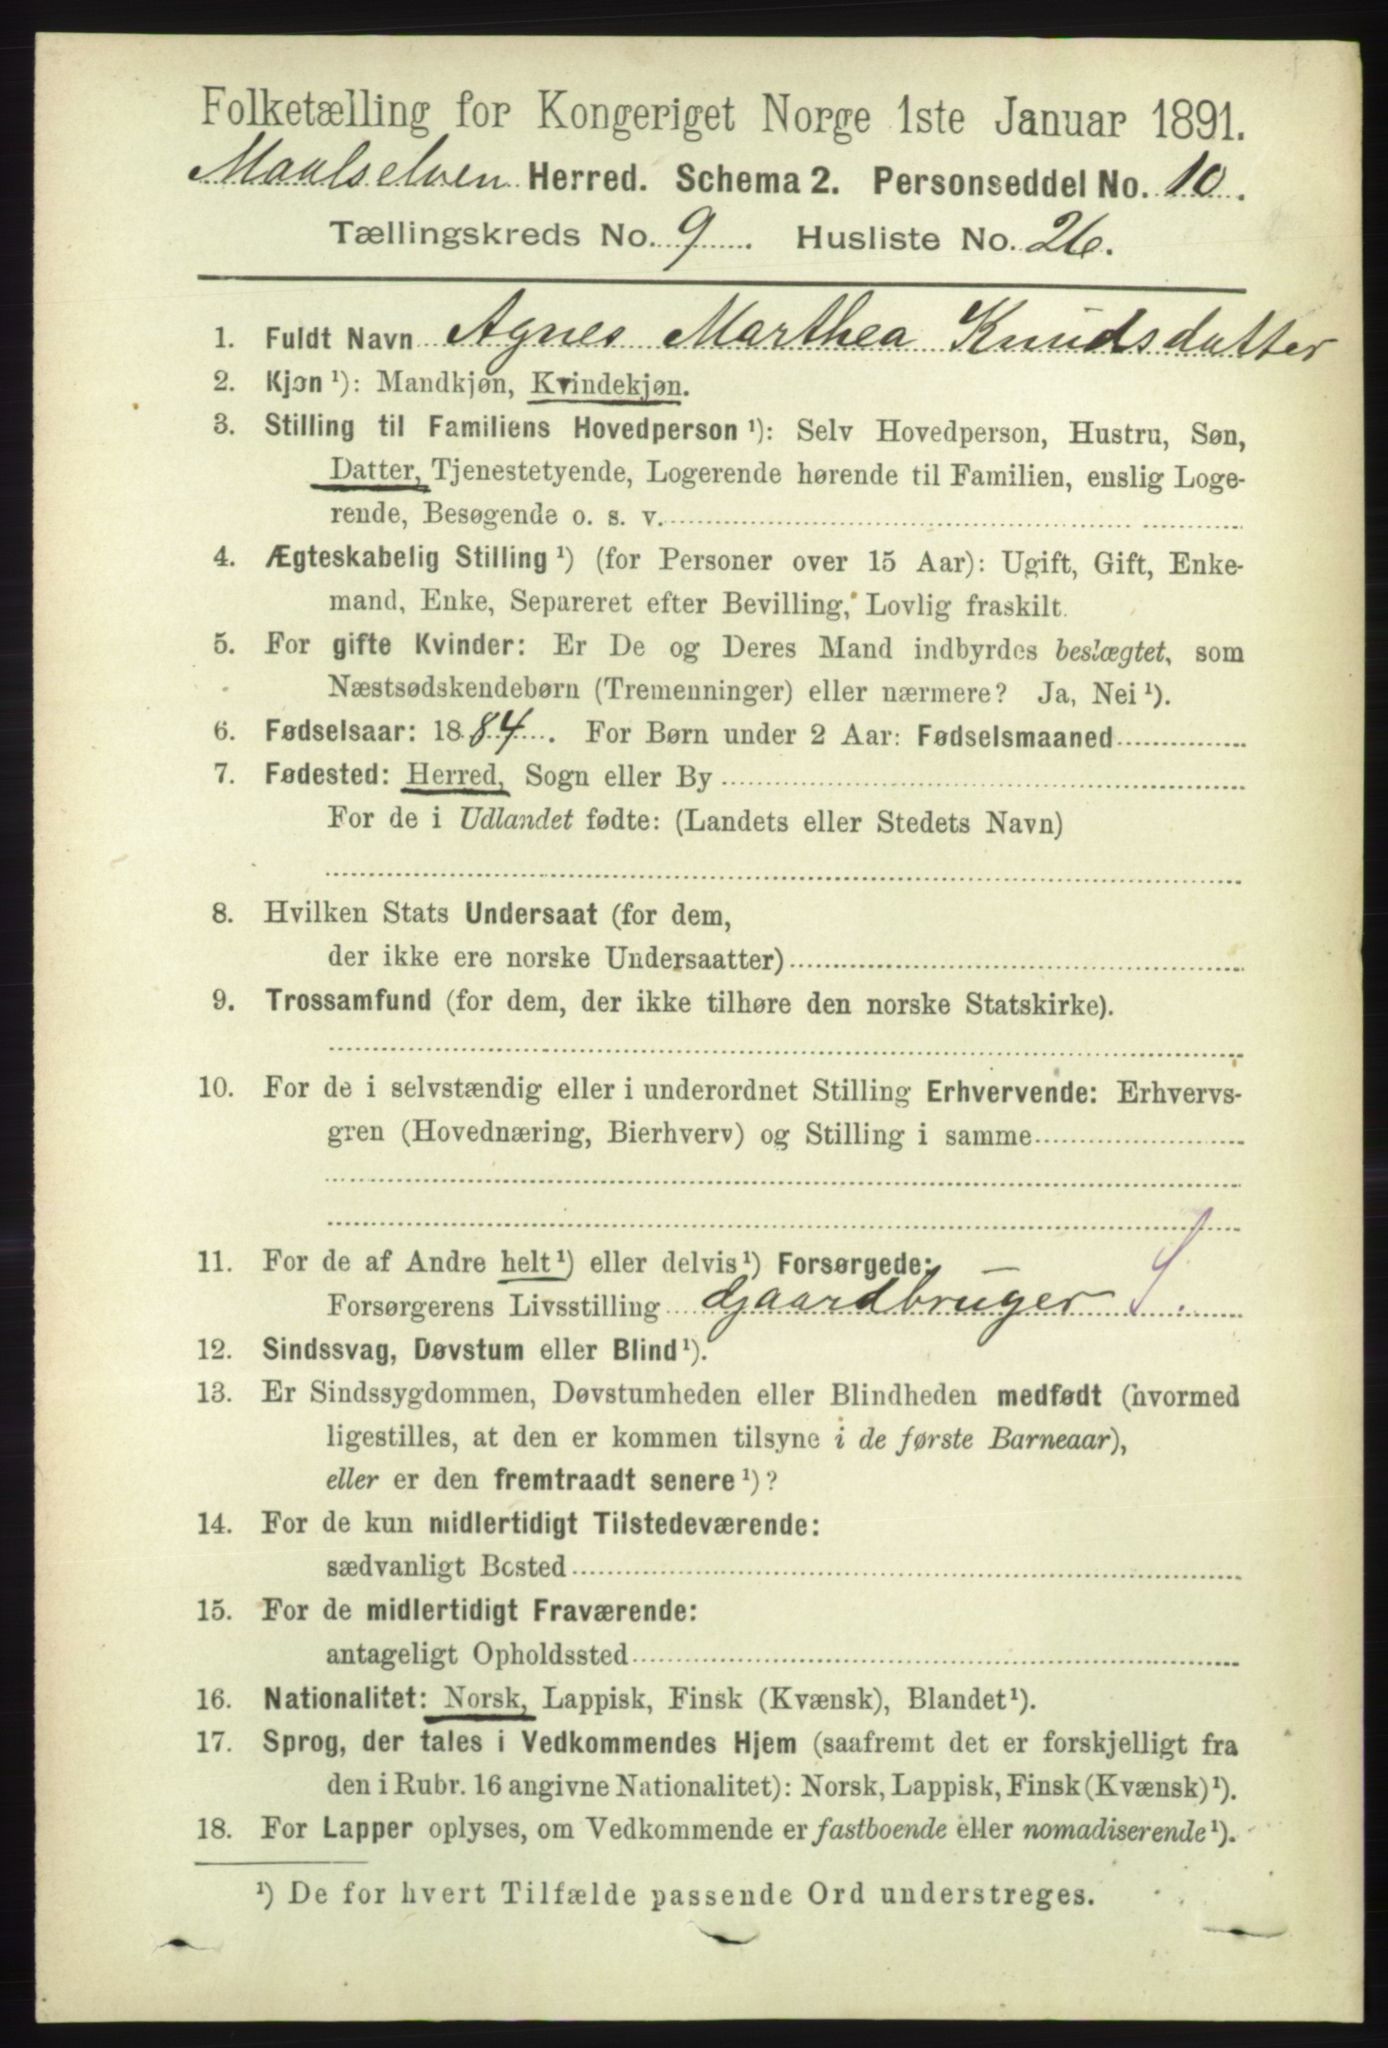 Folketælling for Kongeriget Norge 1ste Januar 1891.
Maalselven Herred. Schema 2. Personseddel No. 10.
Tællingskreds No. 9. Husliste No. 26.
1. Fuldt Navn Agnes Marthea Knudsdatter
2. Kjøn ¹): Mandkjøn, Kvindekjøn.
3. Stilling til Familiens Hovedperson ¹): Selv Hovedperson, Hustru, Søn,
Datter, Tjenestetyende, Logerende hørende til Familien, enslig Loge-
rende, Besøgende o. s. v.
4. Ægteskabelig Stilling ¹) (for Personer over 15 Aar): Ugift, Gift, Enke-
mand, Enke, Separeret efter Bevilling, Lovlig fraskilt.
5. For gifte Kvinder: Er De og Deres Mand indbyrdes beslægtet, som
Næstsødskendebørn (Tremenninger) eller nærmere? Ja, Nei ¹).
6. Fødselsaar: 1884. For Børn under 2 Aar: Fødselsmaaned
7. Fødested: Herred, Sogn eller By
For de i Udlandet fødte: (Landets eller Stedets Navn)
8. Hvilken Stats Undersaat (for dem,
der ikke ere norske Undersaatter)
9. Trossamfund (for dem, der ikke tilhøre den norske Statskirke).
10. For de i selvstændig eller i underordnet Stilling Erhvervende: Erhvervs-
gren (Hovednæring, Bierhverv) og Stilling i samme
11. For de af Andre helt ¹) eller delvis ¹) Forsørgede:
Forsørgerens Livsstilling Gaardbruger S.
12. Sindssvag, Døvstum eller Blind ¹).
13. Er Sindssygdommen, Døvstumheden eller Blindheden medfødt (hvormed
ligestilles, at den er kommen tilsyne i de første Barneaar),
eller er den fremtraadt senere ¹)?
14. For de kun midlertidigt Tilstedeværende:
sædvanligt Bosted
15. For de midlertidigt Fraværende:
antageligt Opholdssted
16. Nationalitet: Norsk, Lappisk, Finsk (Kvænsk), Blandet ¹).
17. Sprog, der tales i Vedkommendes Hjem (saafremt det er forskjelligt fra
den i Rubr. 16 angivne Nationalitet): Norsk, Lappisk, Finsk (Kvænsk) ¹).
18. For Lapper oplyses, om Vedkommende er fastboende eller nomadiserende ¹).
¹) De for hvert Tilfælde passende Ord understreges.